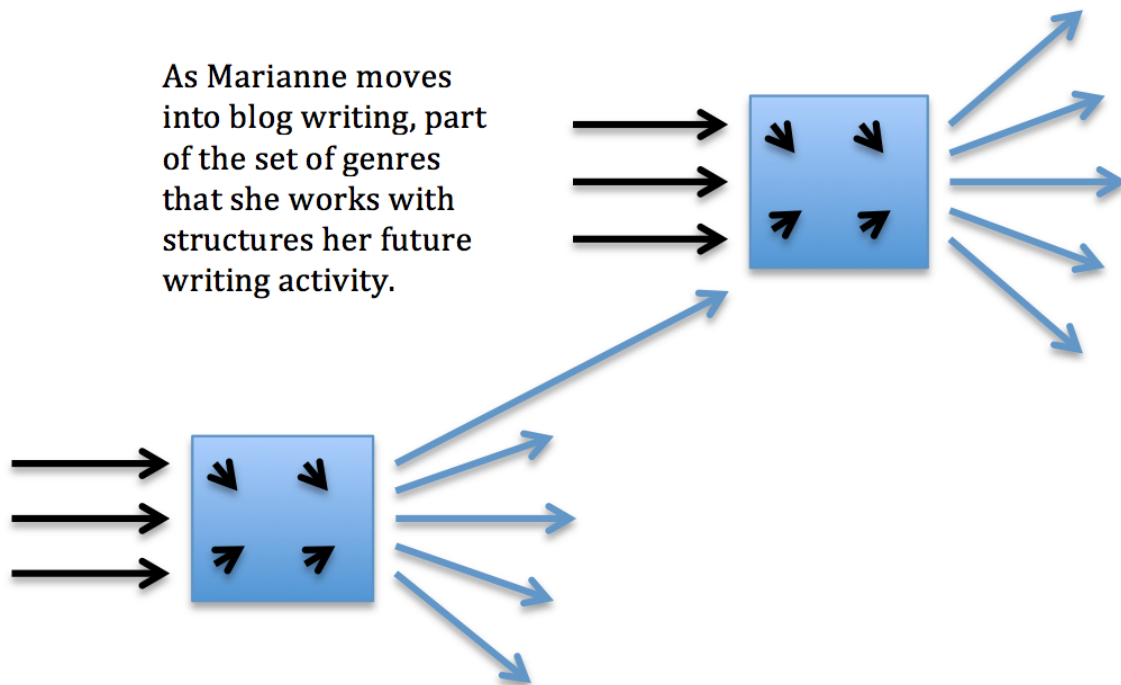 As Marianne moves
into blog writing, part
of the set of genres
that she works with
structures her future
writing activity.